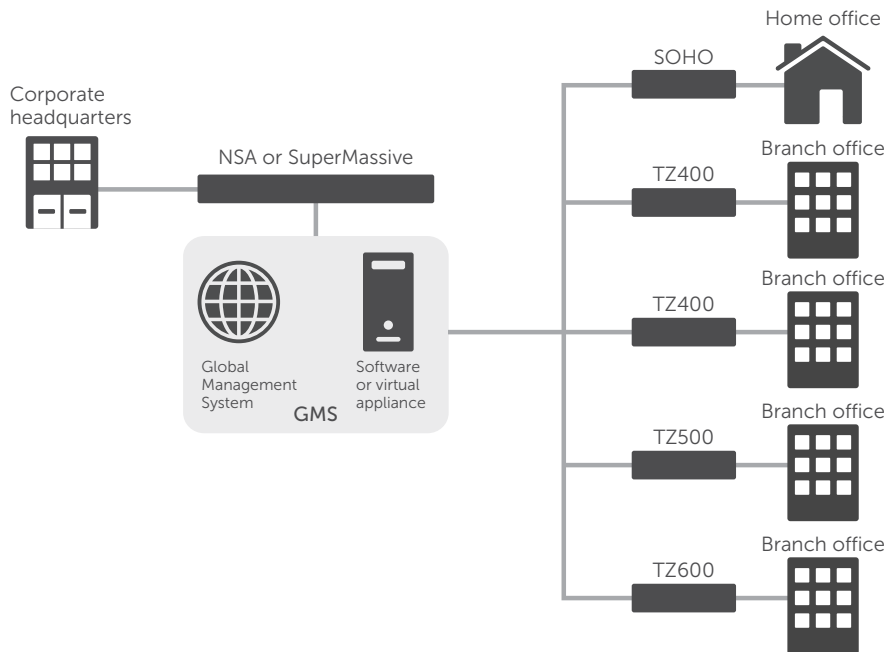 Corporate
headquarters
NSA or SuperMassive
Global
Management
System
Software
or virtual
appliance
GMS
SOHO
Home office
TZ400
Branch office
TZ400
Branch office
TZ500
Branch office
TZ600
Branch office